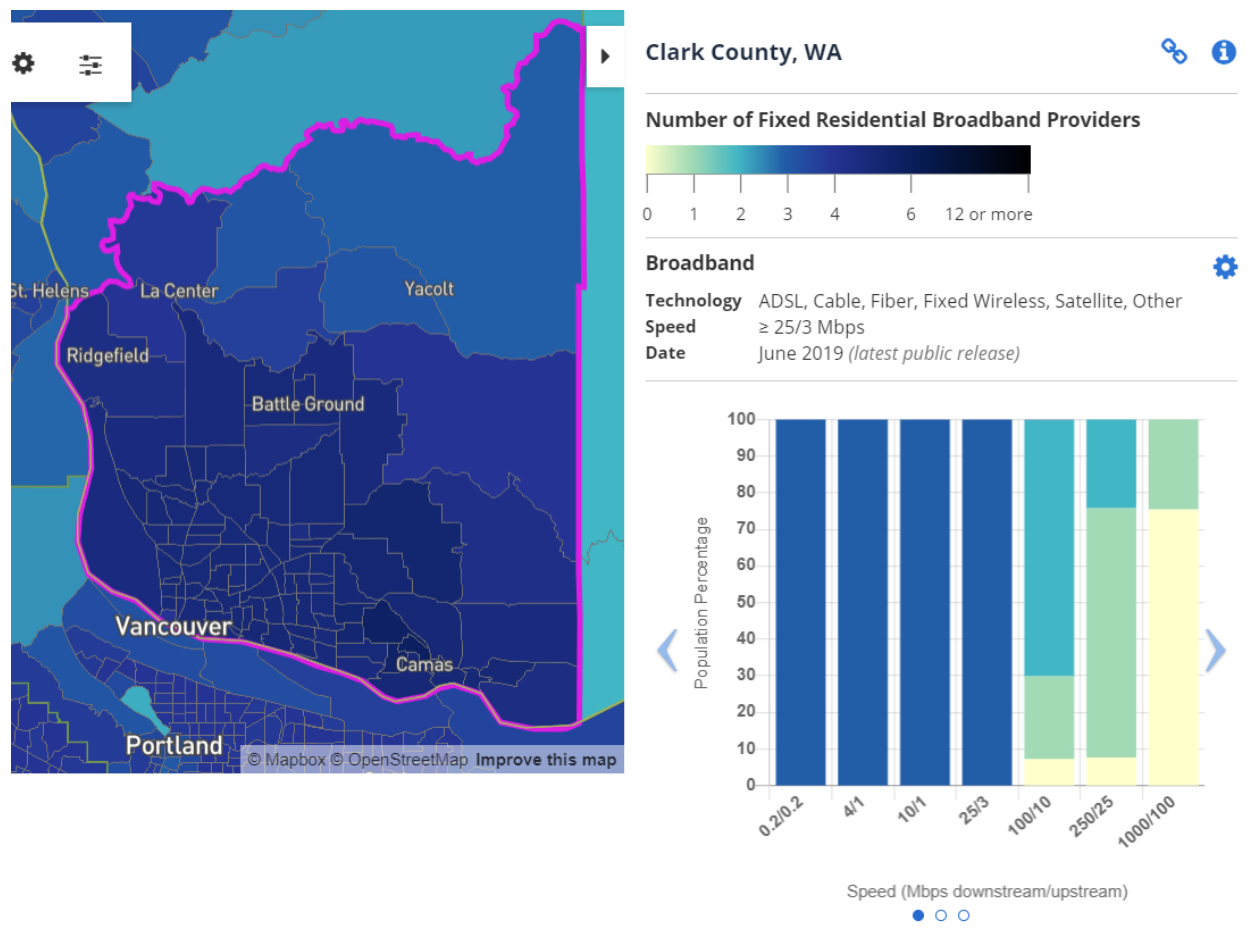 St. Helens
La Center
Yacolt
Ridgefield
Battle Ground
Vancouver
Camas
Portland
© Mapbox © OpenStreetMap Improve this map
Clark County, WA
Number of Fixed Residential Broadband Providers
0 1 2 3 4 6 12 or more
Broadband
Technology ADSL, Cable, Fiber, Fixed Wireless, Satellite, Other
Speed ≥ 25/3 Mbps
Date June 2019 (latest public release)
Population Percentage
100
90
80
70
60
50
40
30
20
10
0
0.2/0.2 4/1 10/1 25/3 100/10 250/25 1000/100
Speed (Mbps downstream/upstream)